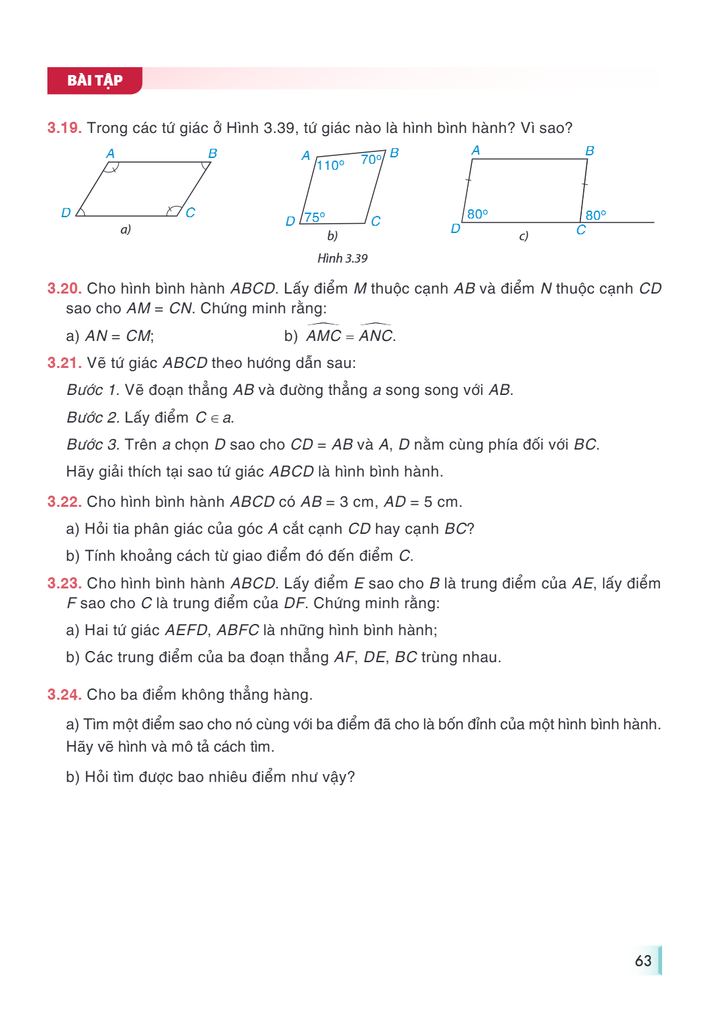 BÀI TẬP
3.19. Trong các tứ giác ở Hình 3.39, tứ giác nào là hình bình hành? Vì sao?
A B
D C
a)
A 110º 70º B
D 75º C
b)
A B
80º 80º
D C
c)
Hình 3.39
3.20. Cho hình bình hành ABCD. Lấy điểm M thuộc cạnh AB và điểm N thuộc cạnh CD
sao cho AM = CN. Chứng minh rằng:
a) AN = CM; b) \widehat{AMC} = \widehat{ANC}.
3.21. Vẽ tứ giác ABCD theo hướng dẫn sau:
Bước 1. Vẽ đoạn thẳng AB và đường thẳng a song song với AB.
Bước 2. Lấy điểm C ∈ a.
Bước 3. Trên a chọn D sao cho CD = AB và A, D nằm cùng phía đối với BC.
Hãy giải thích tại sao tứ giác ABCD là hình bình hành.
3.22. Cho hình bình hành ABCD có AB = 3 cm, AD = 5 cm.
a) Hỏi tia phân giác của góc A cắt cạnh CD hay cạnh BC?
b) Tính khoảng cách từ giao điểm đó đến điểm C.
3.23. Cho hình bình hành ABCD. Lấy điểm E sao cho B là trung điểm của AE, lấy điểm
F sao cho C là trung điểm của DF. Chứng minh rằng:
a) Hai tứ giác AEFD, ABFC là những hình bình hành;
b) Các trung điểm của ba đoạn thẳng AF, DE, BC trùng nhau.
3.24. Cho ba điểm không thẳng hàng.
a) Tìm một điểm sao cho nó cùng với ba điểm đã cho là bốn đỉnh của một hình bình hành.
Hãy vẽ hình và mô tả cách tìm.
b) Hỏi tìm được bao nhiêu điểm như vậy?
63